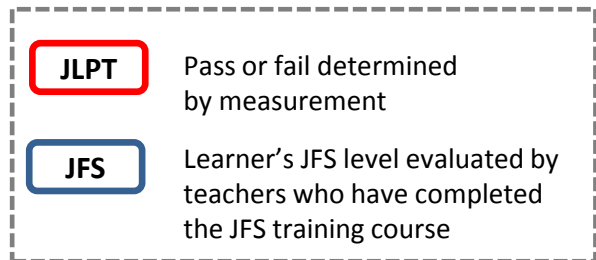 JLPT
Pass or fail determined
by measurement
JFS
Learner’s JFS level evaluated by
teachers who have completed
the JFS training course